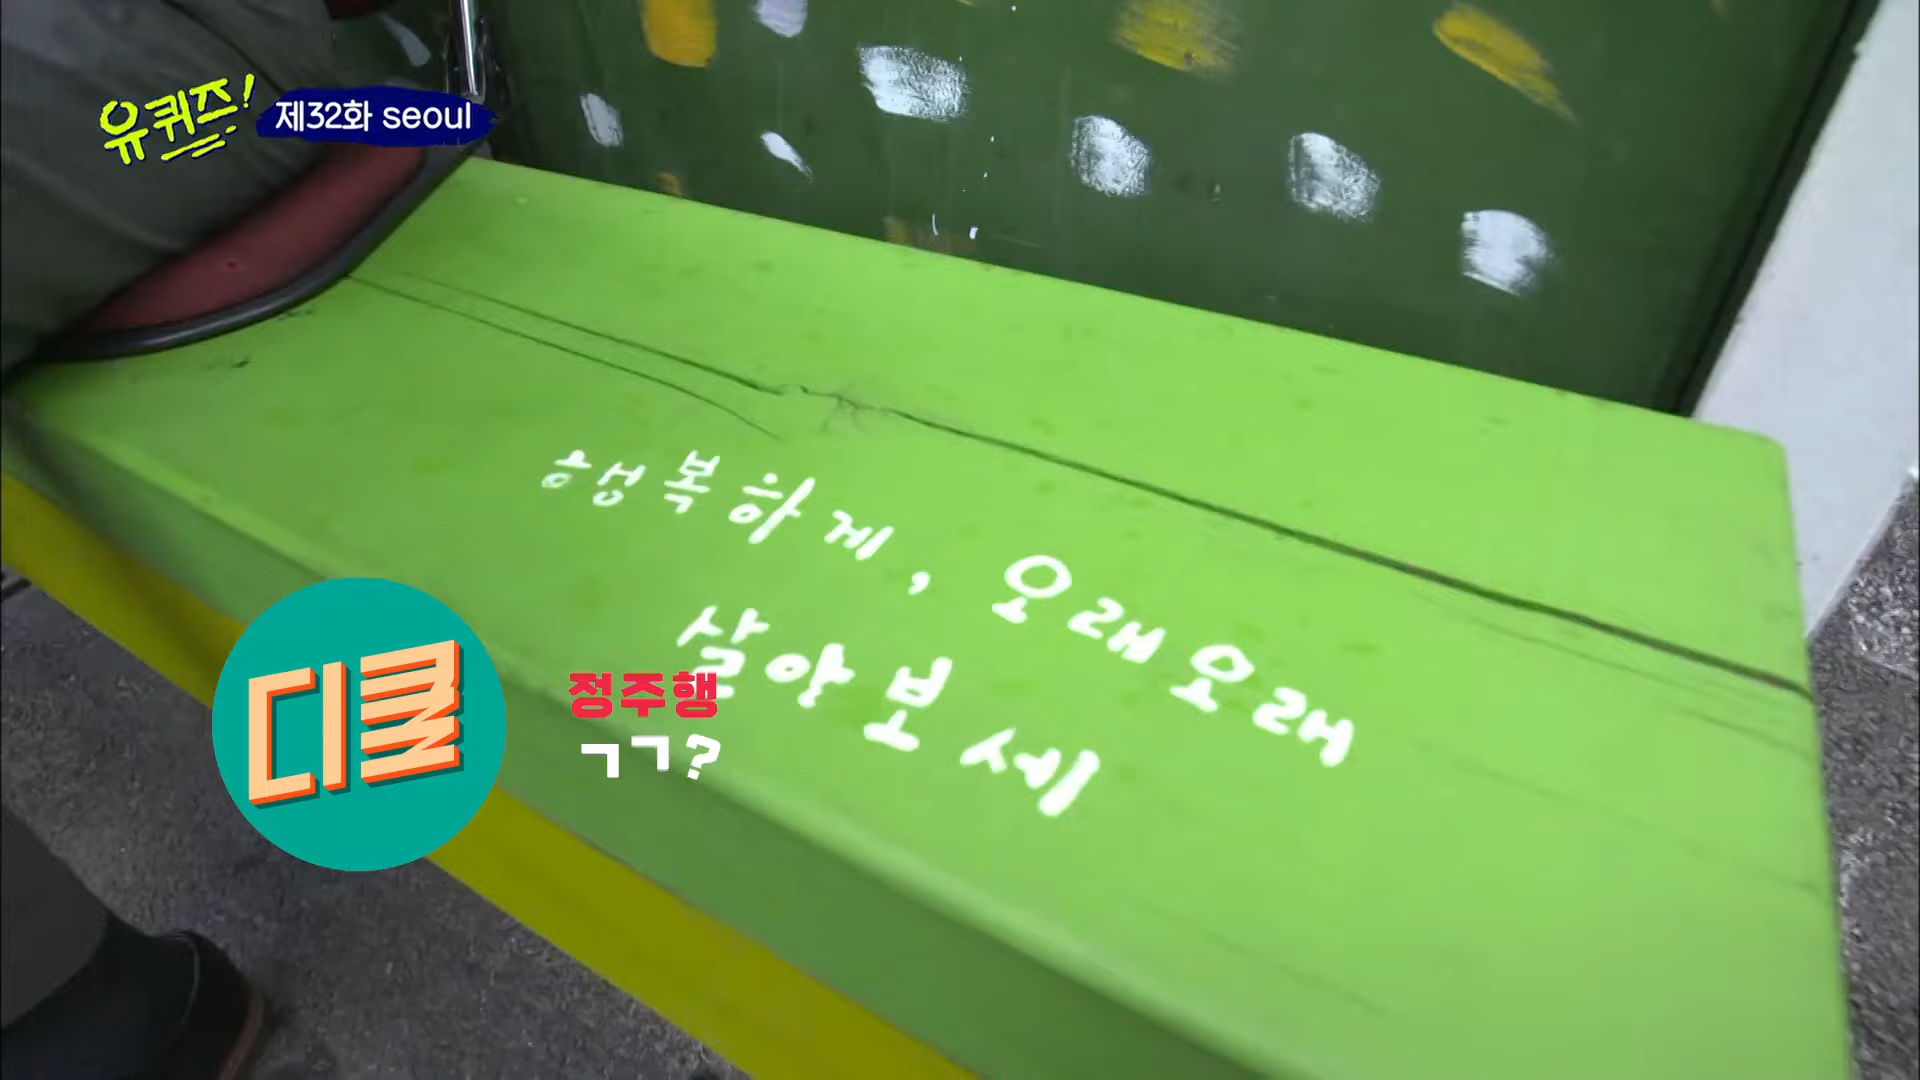 유퀴즈!
제32화 seoul
행복하게, 오래오래
살아보세
디클
정주행
ㄱㄱ?